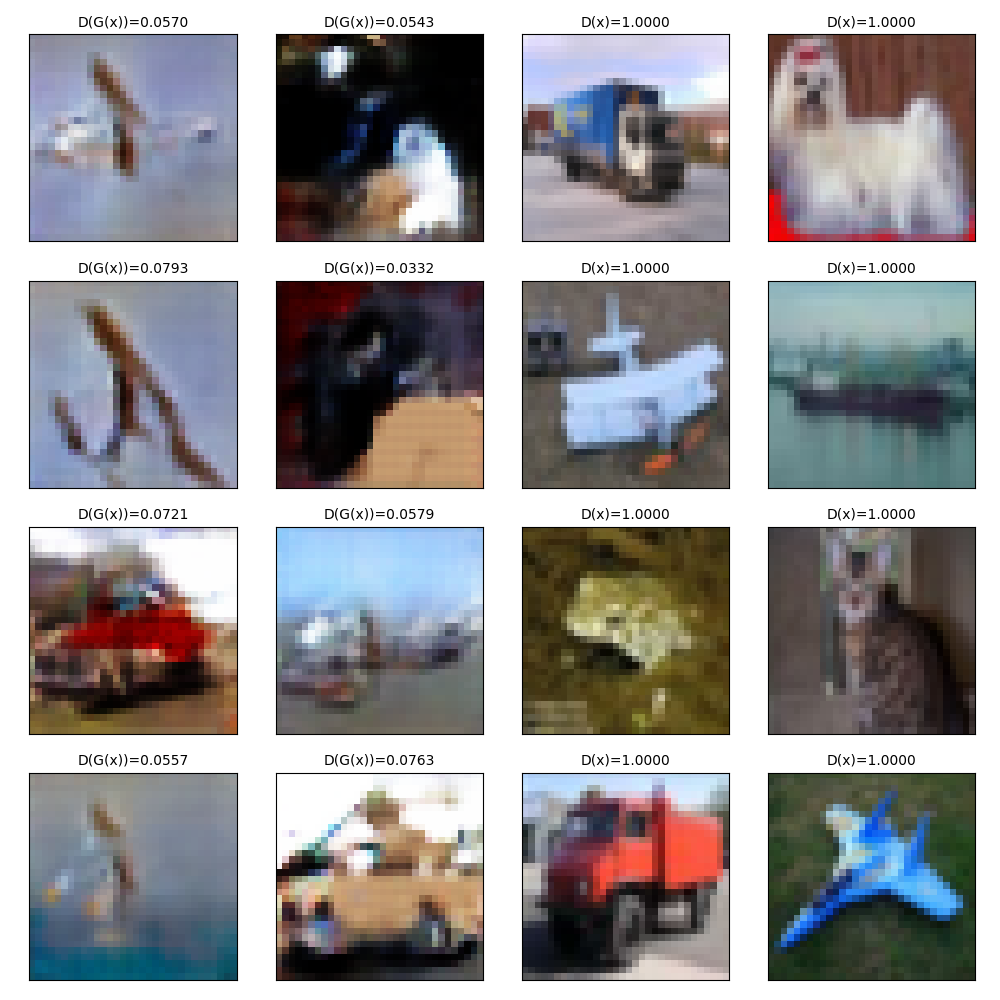 D(G(x))=0.0570 D(G(x))=0.0543 D(x)=1.0000 D(x)=1.0000
D(G(x))=0.0793 D(G(x))=0.0332 D(x)=1.0000 D(x)=1.0000
D(G(x))=0.0721 D(G(x))=0.0579 D(x)=1.0000 D(x)=1.0000
D(G(x))=0.0557 D(G(x))=0.0763 D(x)=1.0000 D(x)=1.0000